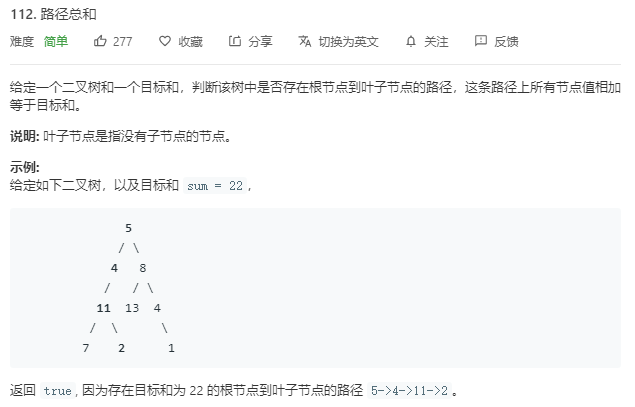 112. 路径总和
难度 简单 277 收藏 分享 切换为英文 关注 反馈
给定一个二叉树和一个目标和，判断该树中是否存在根节点到叶子节点的路径，这条路径上所有节点值相加
等于目标和。
说明: 叶子节点是指没有子节点的节点。
示例:
给定如下二叉树，以及目标和 sum = 22，
5
/ \
4 8
/ / \
11 13 4
/ \ \
7 2 1
返回 true, 因为存在目标和为 22 的根节点到叶子节点的路径 5->4->11->2。